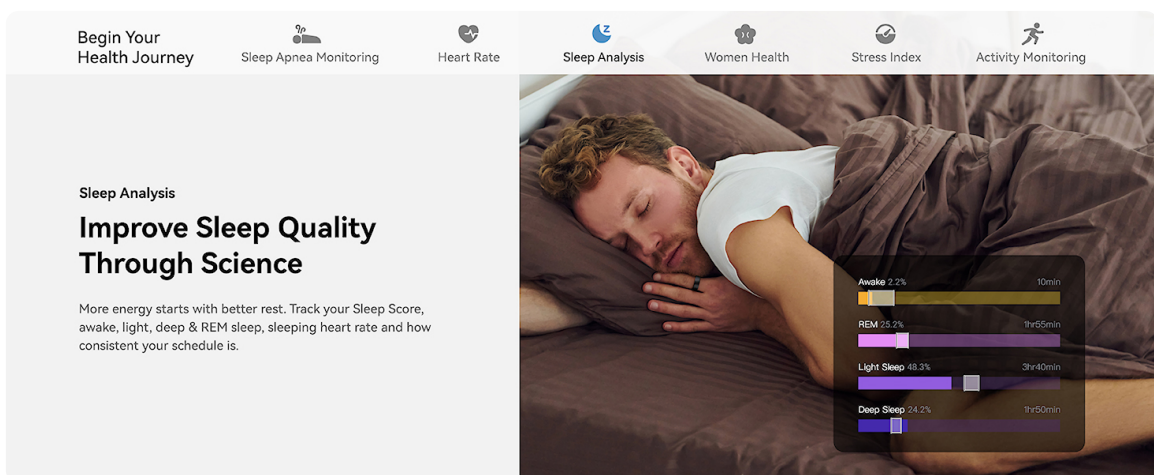 Begin Your
Health Journey
Sleep Apnea Monitoring
Heart Rate
Sleep Analysis
Women Health
Stress Index
Activity Monitoring
Sleep Analysis
Improve Sleep Quality
Through Science
More energy starts with better rest. Track your Sleep Score,
awake, light, deep & REM sleep, sleeping heart rate and how
consistent your schedule is.
Awake 2.2% 10min
REM 25.2% 1hr55min
Light Sleep 48.3% 3hr40min
Deep Sleep 24.2% 1hr50min